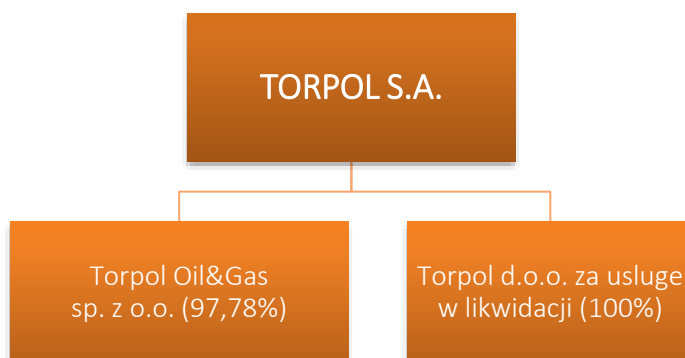 TORPOL S.A.
Torpol Oil&Gas
sp. z o.o. (97,78%)
Torpol d.o.o. za usluge
w likwidacji (100%)